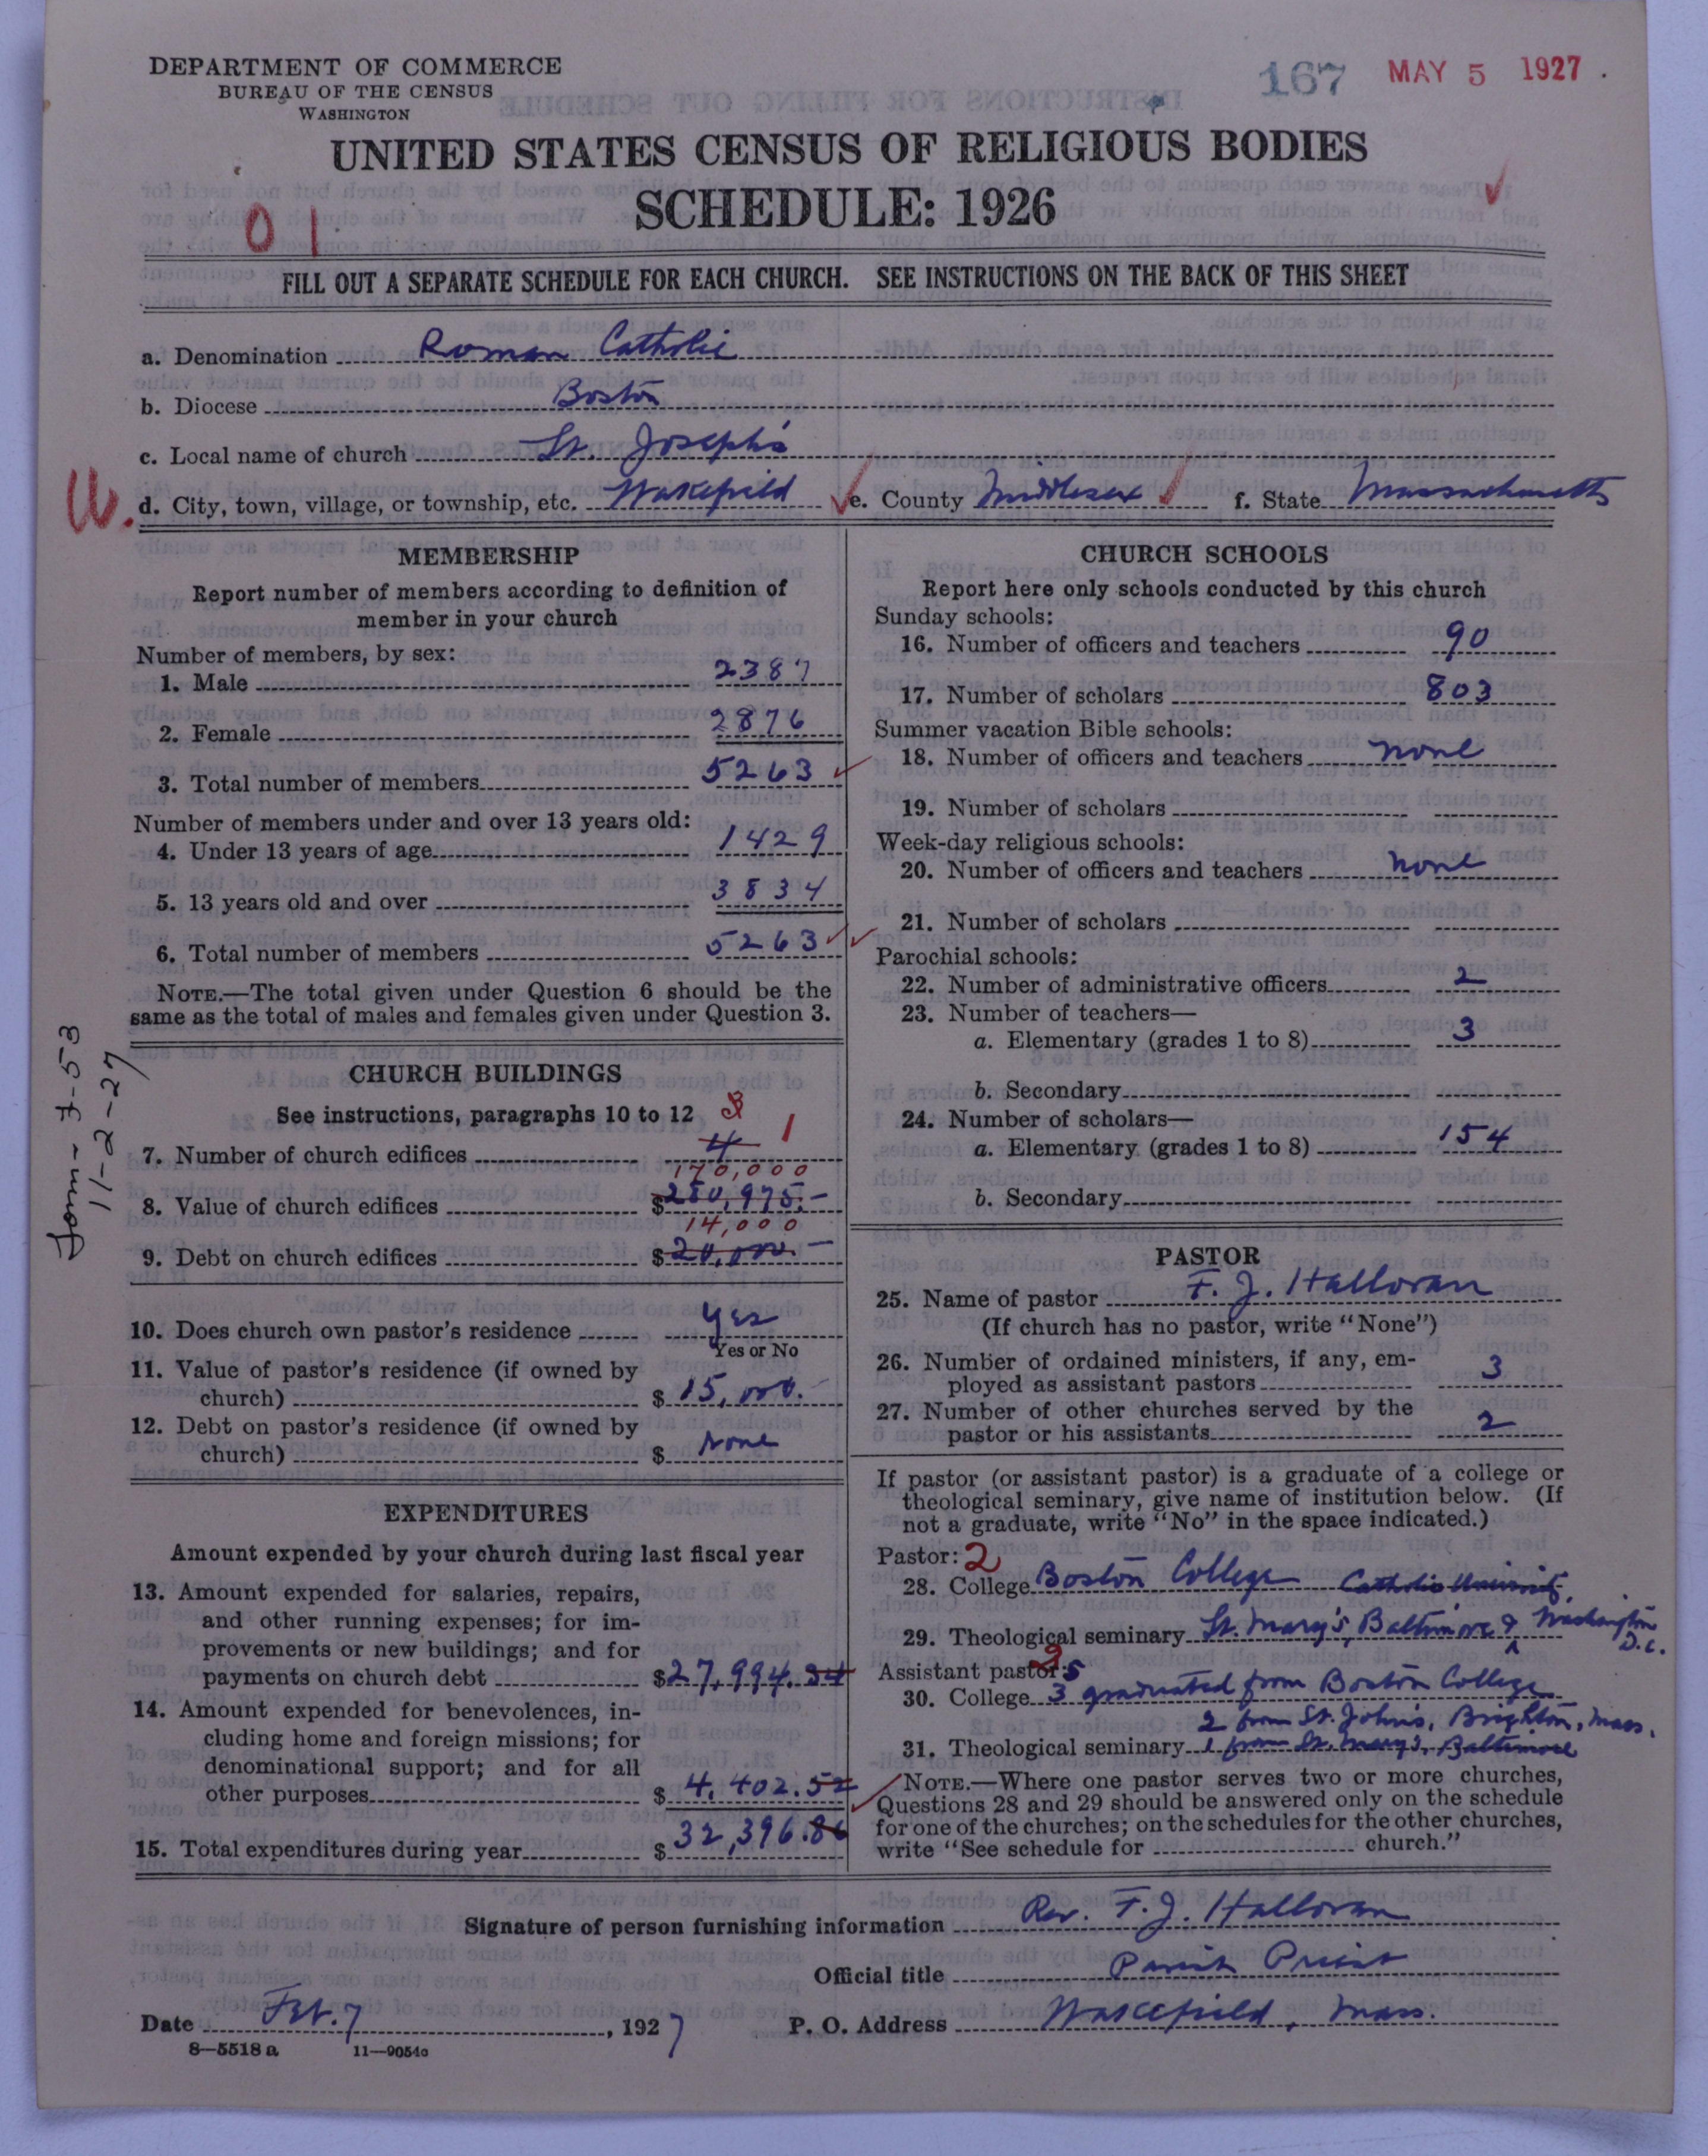 DEPARTMENT OF COMMERCE
BUREAU OF THE CENSUS
WASHINGTON
167 MAY 5 1927
UNITED STATES CENSUS OF RELIGIOUS BODIES
SCHEDULE: 1926
01
FILL OUT A SEPARATE SCHEDULE FOR EACH CHURCH. SEE INSTRUCTIONS ON THE BACK OF THIS SHEET
a. Denomination Roman Catholic
b. Diocese Boston
c. Local name of church St. Joseph's
d. City, town, village, or township, etc. Wakefield e. County Middlesex f. State Massachusetts
MEMBERSHIP
Report number of members according to definition of
member in your church
Number of members, by sex:
1. Male 2387
2. Female 2876
3. Total number of members 5263
Number of members under and over 13 years old:
4. Under 13 years of age 1429
5. 13 years old and over 3834
6. Total number of members 5263
NOTE.—The total given under Question 6 should be the
same as the total of males and females given under Question 3.
11-2-27
CHURCH BUILDINGS
See instructions, paragraphs 10 to 12
7. Number of church edifices 4 1
170,000
8. Value of church edifices $280,975.-
14,000
9. Debt on church edifices $20,000.-
10. Does church own pastor's residence Yes
Yes or No
11. Value of pastor's residence (if owned by
church) $ 15,000.-
12. Debt on pastor's residence (if owned by
church) $ None
EXPENDITURES
Amount expended by your church during last fiscal year
13. Amount expended for salaries, repairs,
and other running expenses; for im-
provements or new buildings; and for
payments on church debt $27,994.34
14. Amount expended for benevolences, in-
cluding home and foreign missions; for
denominational support; and for all
other purposes $ 4,402.52
15. Total expenditures during year $ 32,396.86
CHURCH SCHOOLS
Report here only schools conducted by this church
Sunday schools:
16. Number of officers and teachers 90
17. Number of scholars 803
Summer vacation Bible schools:
18. Number of officers and teachers none
19. Number of scholars
Week-day religious schools:
20. Number of officers and teachers none
21. Number of scholars
Parochial schools:
22. Number of administrative officers 2
23. Number of teachers—
a. Elementary (grades 1 to 8) 3
b. Secondary
24. Number of scholars—
a. Elementary (grades 1 to 8) 154
b. Secondary
PASTOR
25. Name of pastor F. J. Halloran
(If church has no pastor, write "None")
26. Number of ordained ministers, if any, em-
ployed as assistant pastors 3
27. Number of other churches served by the
pastor or his assistants 2
If pastor (or assistant pastor) is a graduate of a college or
theological seminary, give name of institution below. (If
not a graduate, write "No" in the space indicated.)
Pastor: 2
28. College Boston College Catholic University,
29. Theological seminary St. Mary's, Baltimore & Washington D.C.
Assistant pastors
30. College 3 graduated from Boston College
2 from St. John's, Brighton, Mass.
31. Theological seminary 1 from St. Mary's, Baltimore
NOTE.—Where one pastor serves two or more churches,
Questions 28 and 29 should be answered only on the schedule
for one of the churches; on the schedules for the other churches,
write "See schedule for church."
Signature of person furnishing information Rev. F. J. Halloran
Official title Parish Priest
Date Feb. 7, 1927 P. O. Address Wakefield, Mass.
8—5518 a 11—9054c